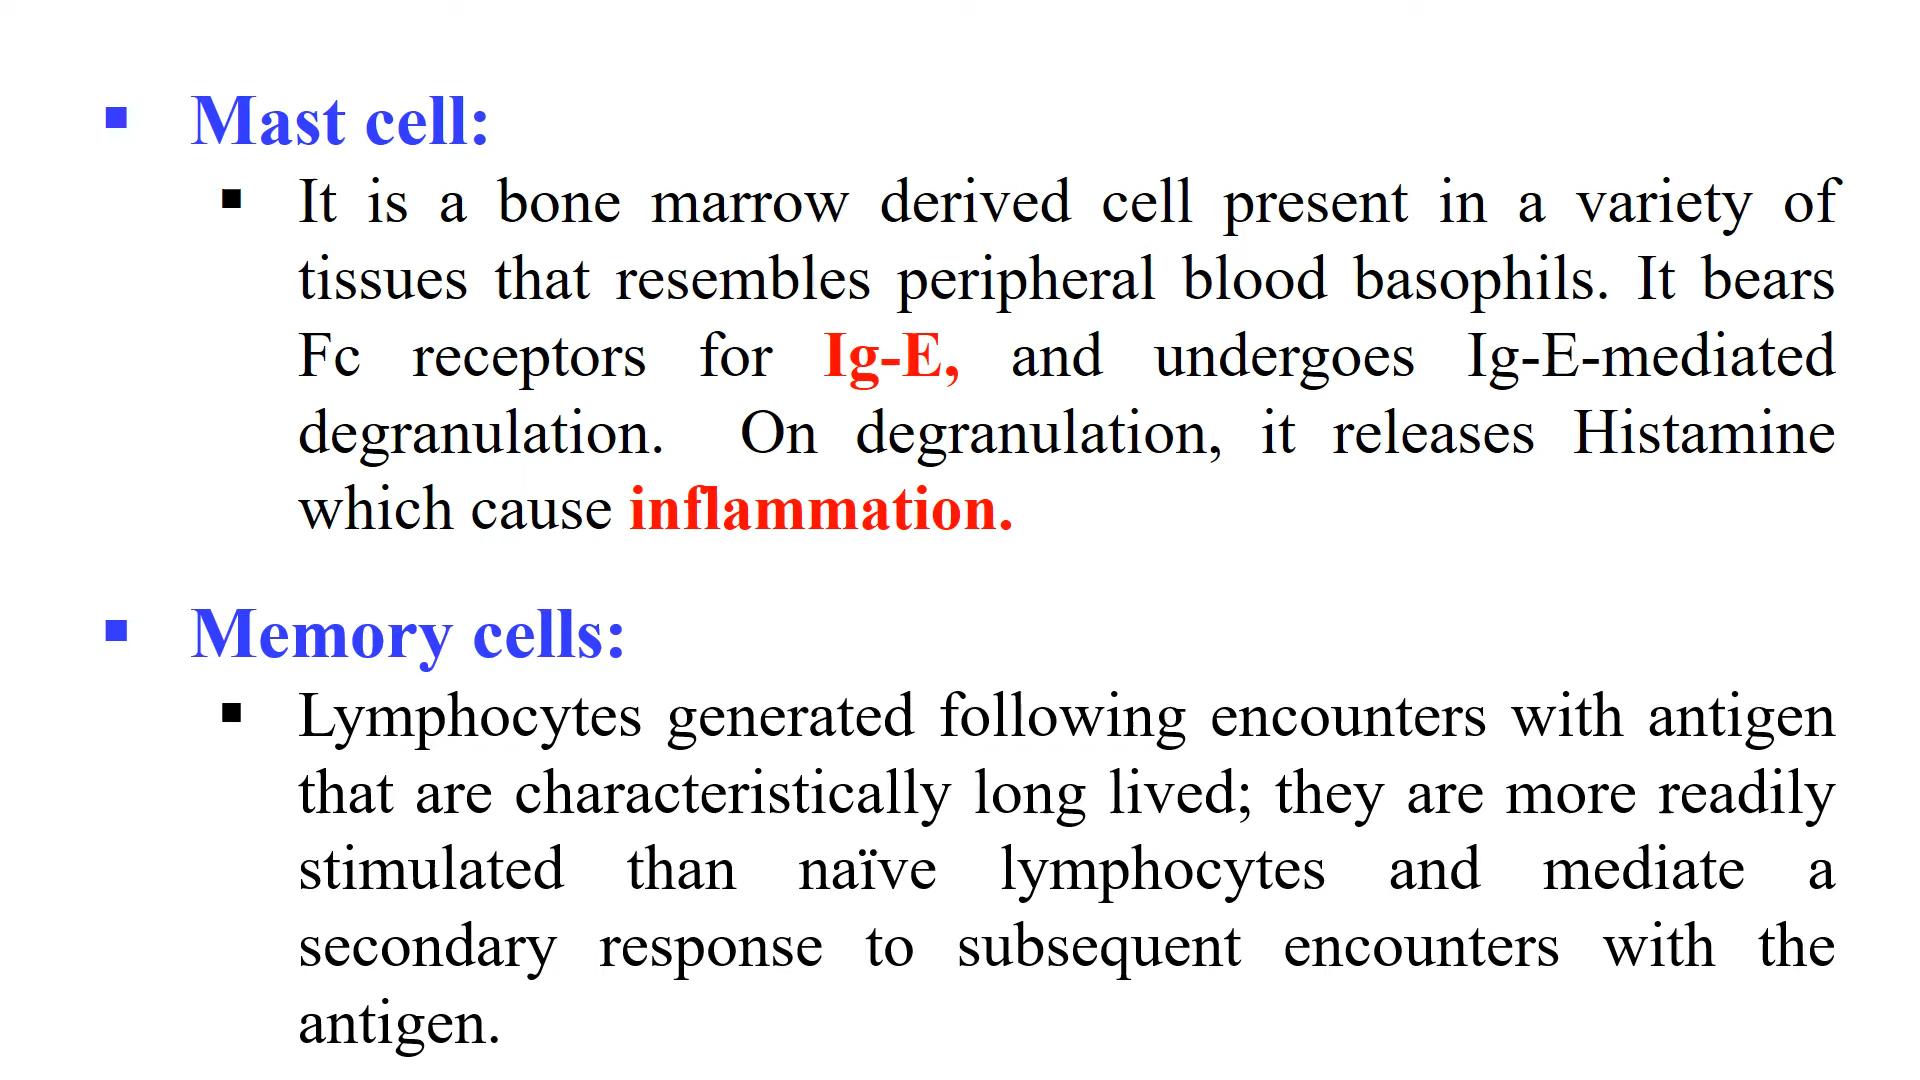 ▪ Mast cell:
▪ It is a bone marrow derived cell present in a variety of
tissues that resembles peripheral blood basophils. It bears
Fc receptors for Ig-E, and undergoes Ig-E-mediated
degranulation. On degranulation, it releases Histamine
which cause inflammation.
▪ Memory cells:
▪ Lymphocytes generated following encounters with antigen
that are characteristically long lived; they are more readily
stimulated than naïve lymphocytes and mediate a
secondary response to subsequent encounters with the
antigen.